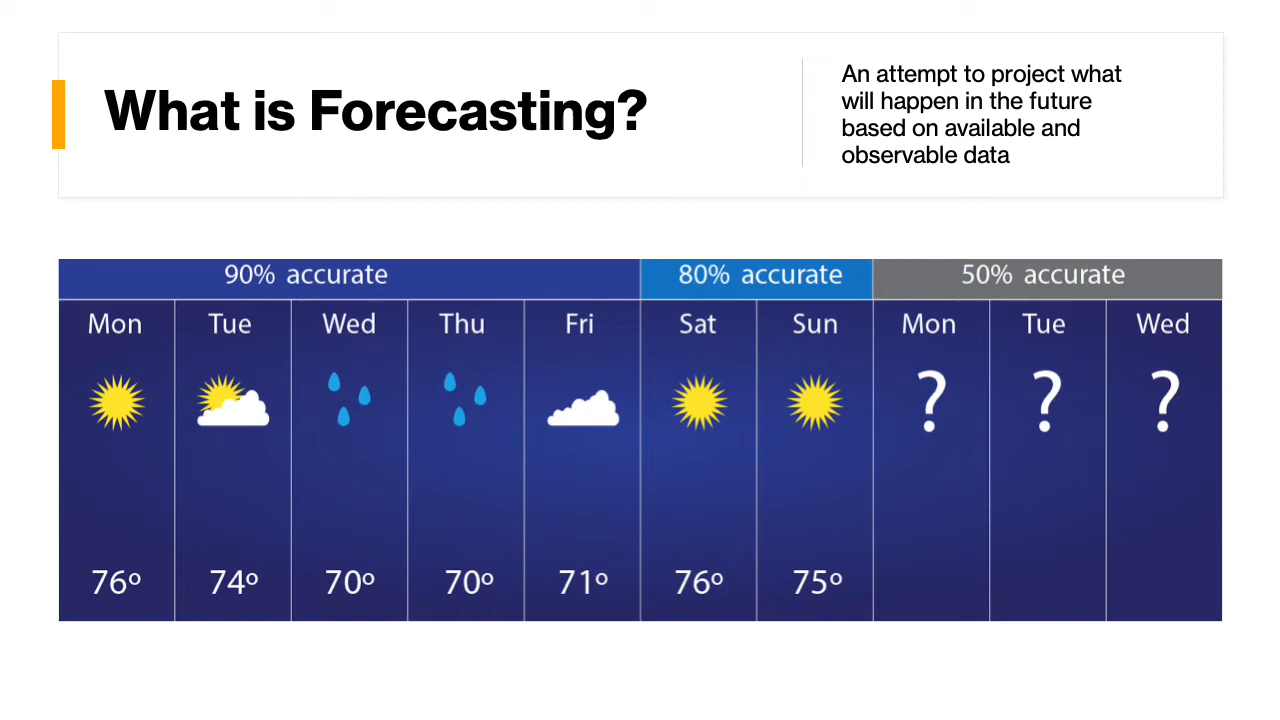 What is Forecasting?
An attempt to project what
will happen in the future
based on available and
observable data
90% accurate 80% accurate 50% accurate
Mon Tue Wed Thu Fri Sat Sun Mon Tue Wed
? ? ?
76º 74º 70º 70º 71º 76º 75º